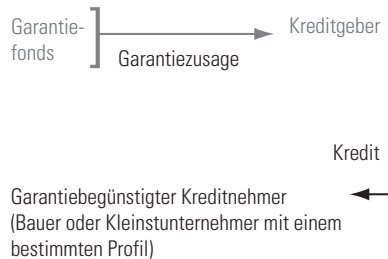 Garantie-
fonds
Kreditgeber
Garantiezusage
Kredit
Garantiebegünstigter Kreditnehmer
(Bauer oder Kleinstunternehmer mit einem
bestimmten Profil)